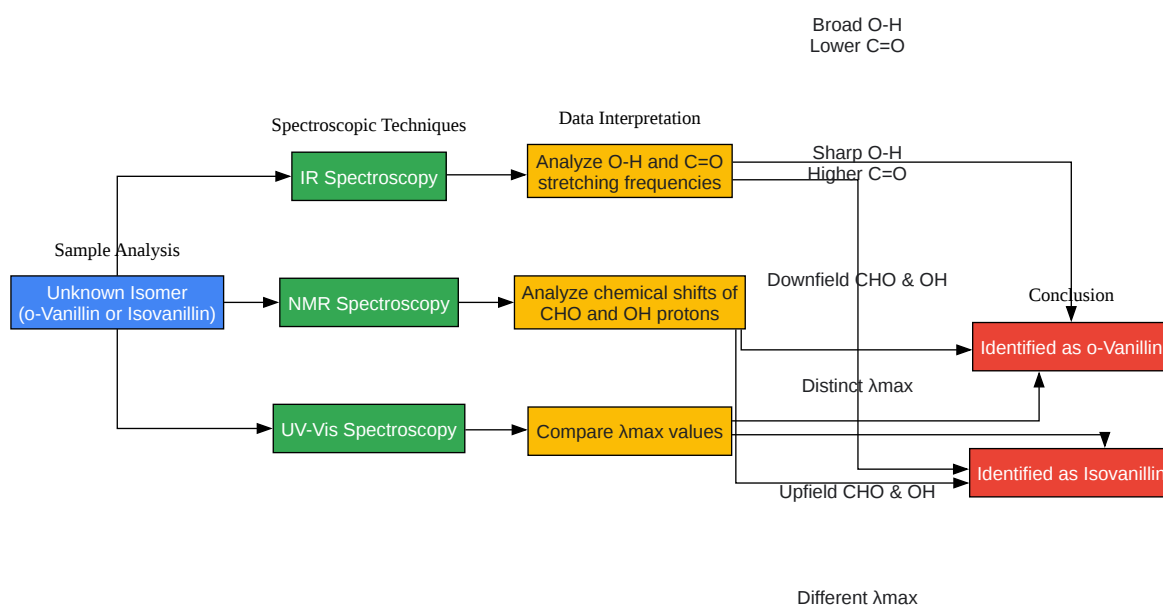 Broad O-H
Lower C=O
Spectroscopic Techniques
Data Interpretation
IR Spectroscopy
Analyze O-H and C=O
stretching frequencies
Sharp O-H
Higher C=O
Sample Analysis
Unknown Isomer
(o-Vanillin or Isovanillin)
NMR Spectroscopy
Analyze chemical shifts of
CHO and OH protons
Downfield CHO & OH
Conclusion
Identified as o-Vanillin
Distinct λmax
UV-Vis Spectroscopy
Compare λmax values
Identified as Isovanillin
Upfield CHO & OH
Different λmax